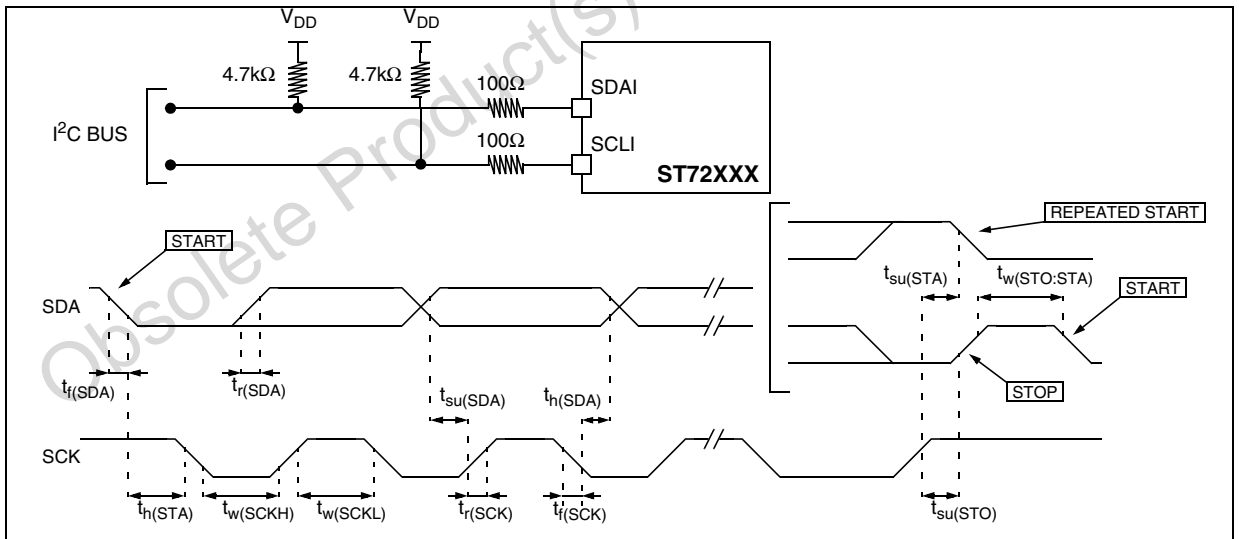 Obsolete Product(s)
V_DD V_DD
4.7kΩ 4.7kΩ
100Ω
SDAI
I²C BUS
100Ω
SCLI
ST72XXX
REPEATED START
START
t_su(STA) t_w(STO:STA)
START
SDA
t_f(SDA) t_r(SDA)
t_su(SDA) t_h(SDA)
STOP
SCK
t_h(STA) t_w(SCKH) t_w(SCKL) t_r(SCK) t_f(SCK) t_su(STO)